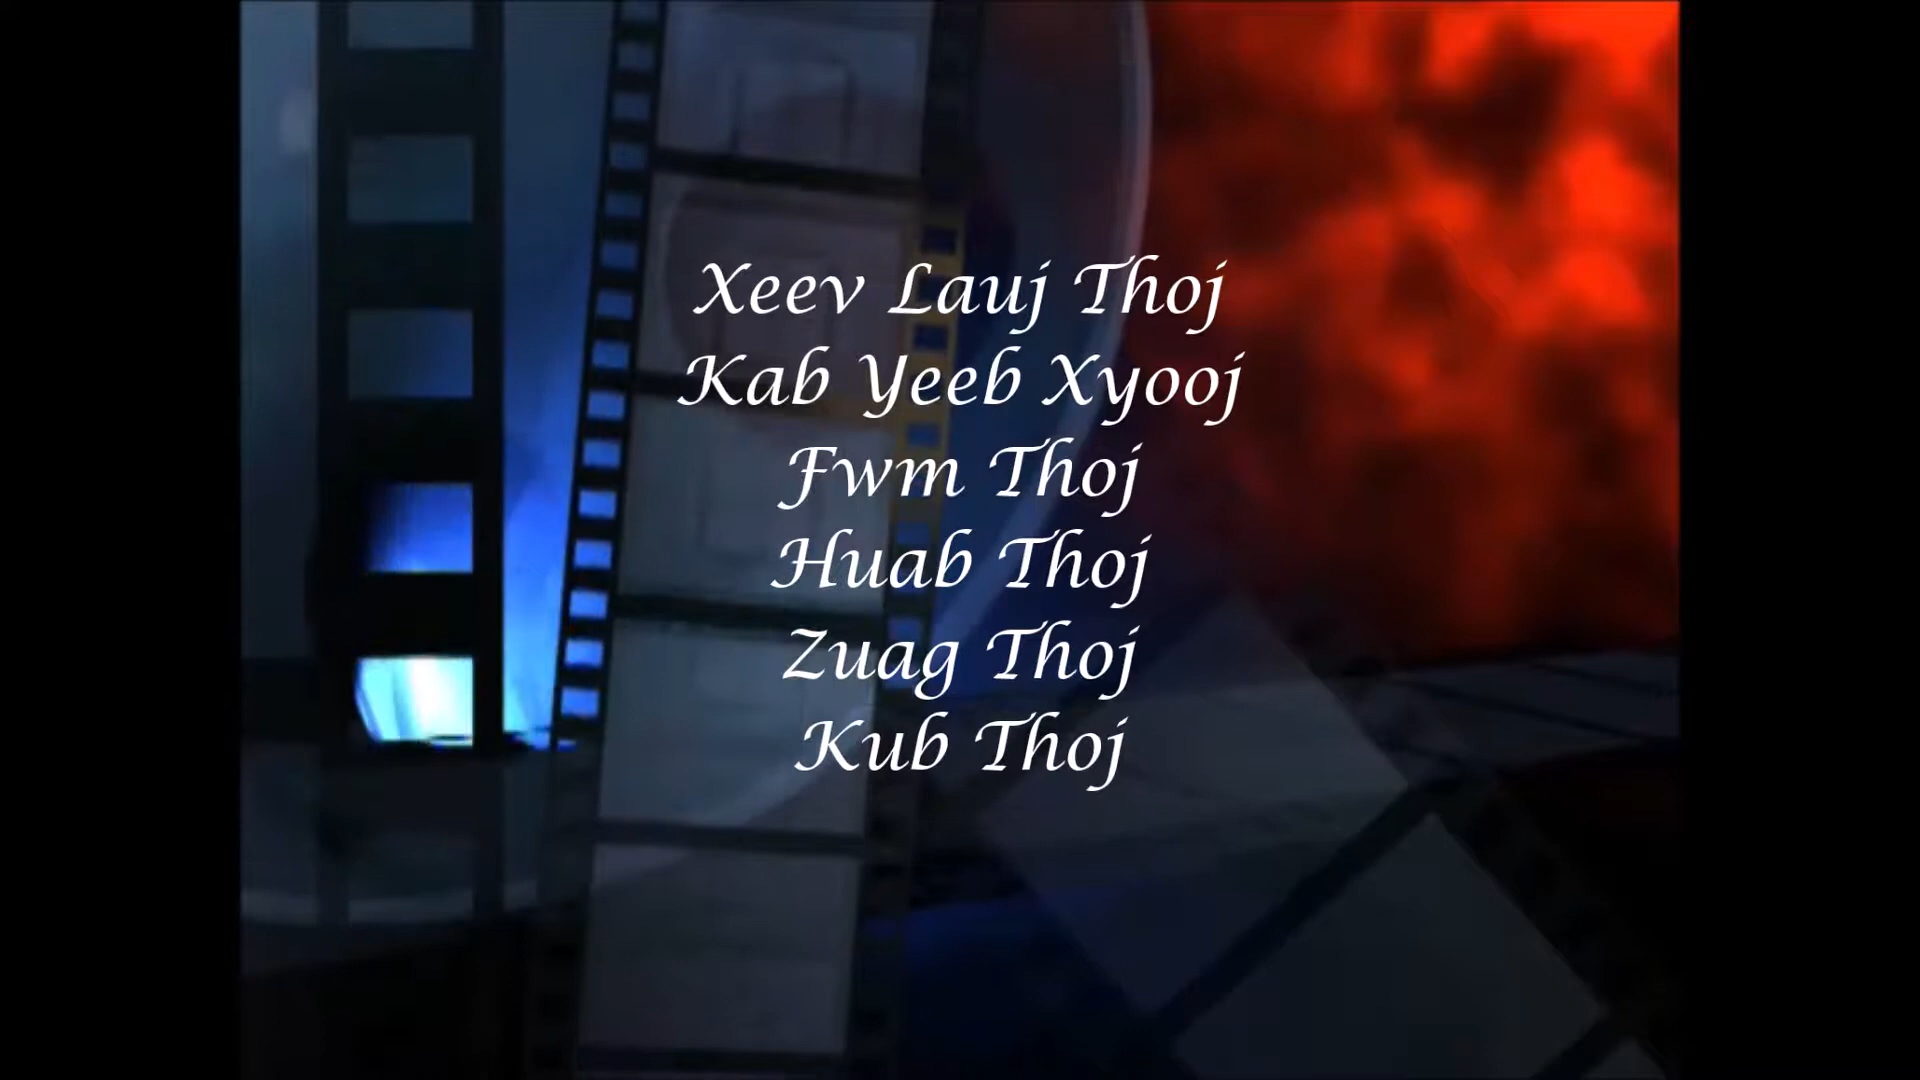 Xeev Lauj Thoj
Kab Yeeb Xyooj
Fwm Thoj
Huab Thoj
Zuag Thoj
Kub Thoj